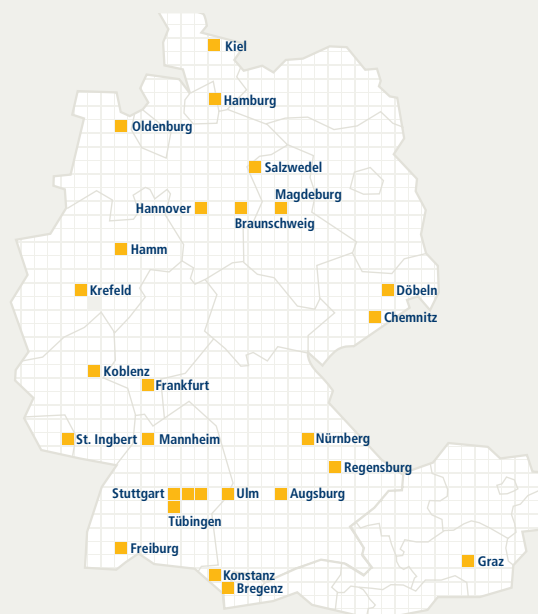 Kiel
Hamburg
Oldenburg
Salzwedel
Magdeburg
Hannover
Braunschweig
Hamm
Krefeld
Döbeln
Chemnitz
Koblenz
Frankfurt
St. Ingbert
Mannheim
Nürnberg
Regensburg
Stuttgart
Ulm
Augsburg
Tübingen
Freiburg
Graz
Konstanz
Bregenz